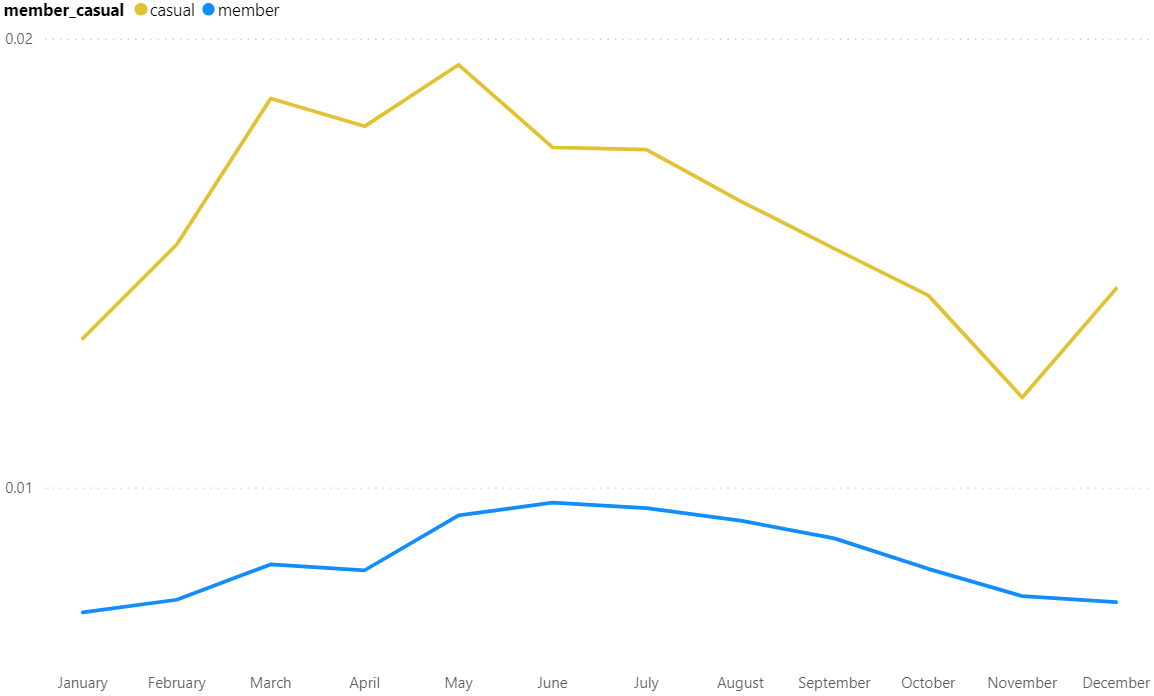 member_casual casual member
0.02
0.01
January February March April May June July August September October November December